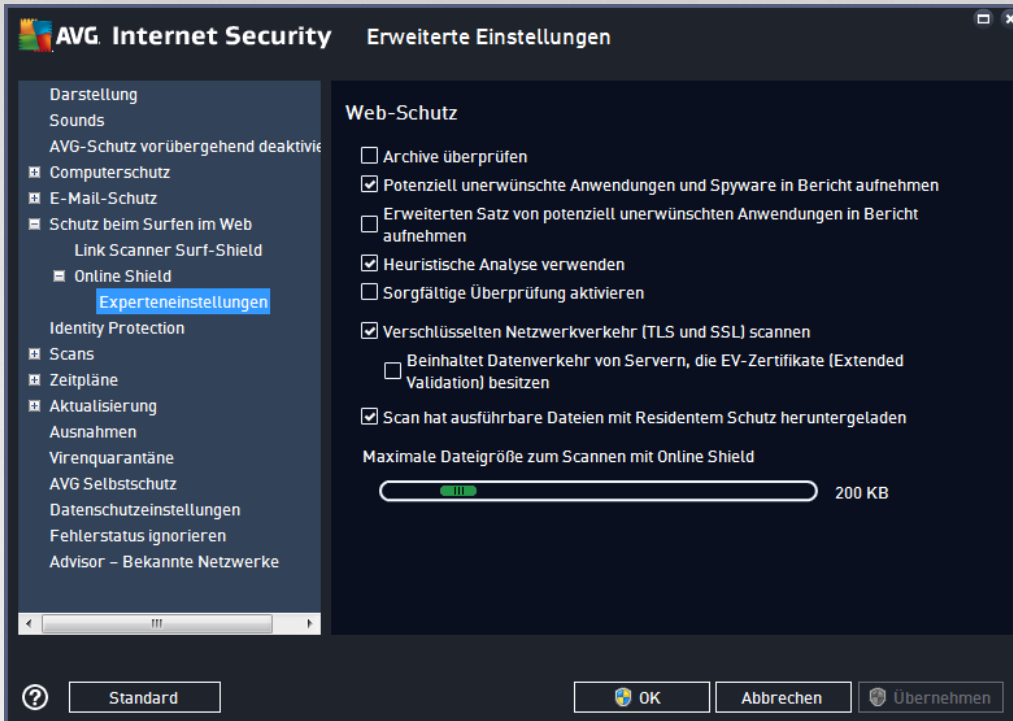 AVG. Internet Security
Erweiterte Einstellungen
Darstellung
Sounds
AVG-Schutz vorübergehend deaktivie
Computerschutz
E-Mail-Schutz
Schutz beim Surfen im Web
Link Scanner Surf-Shield
Online Shield
Experteneinstellungen
Identity Protection
Scans
Zeitpläne
Aktualisierung
Ausnahmen
Virenquarantäne
AVG Selbstschutz
Datenschutzeinstellungen
Fehlerstatus ignorieren
Advisor – Bekannte Netzwerke
Web-Schutz
Archive überprüfen
Potenziell unerwünschte Anwendungen und Spyware in Bericht aufnehmen
Erweiterten Satz von potenziell unerwünschten Anwendungen in Bericht
aufnehmen
Heuristische Analyse verwenden
Sorgfältige Überprüfung aktivieren
Verschlüsselten Netzwerkverkehr (TLS und SSL) scannen
Beinhaltet Datenverkehr von Servern, die EV-Zertifikate (Extended
Validation) besitzen
Scan hat ausführbare Dateien mit Residentem Schutz heruntergeladen
Maximale Dateigröße zum Scannen mit Online Shield
200 KB
Standard
OK
Abbrechen
Übernehmen